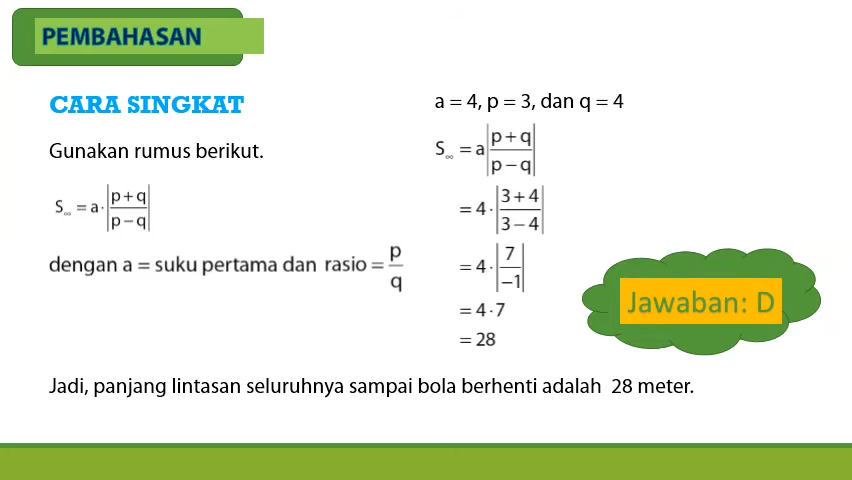 PEMBAHASAN
CARA SINGKAT
Gunakan rumus berikut.
S∞ = a · |p + q / p − q|
dengan a = suku pertama dan rasio = p/q
a = 4, p = 3, dan q = 4
S∞ = a |p + q / p − q|
= 4 · |3 + 4 / 3 − 4|
= 4 · |7 / −1|
= 4 · 7
= 28
Jawaban: D
Jadi, panjang lintasan seluruhnya sampai bola berhenti adalah 28 meter.